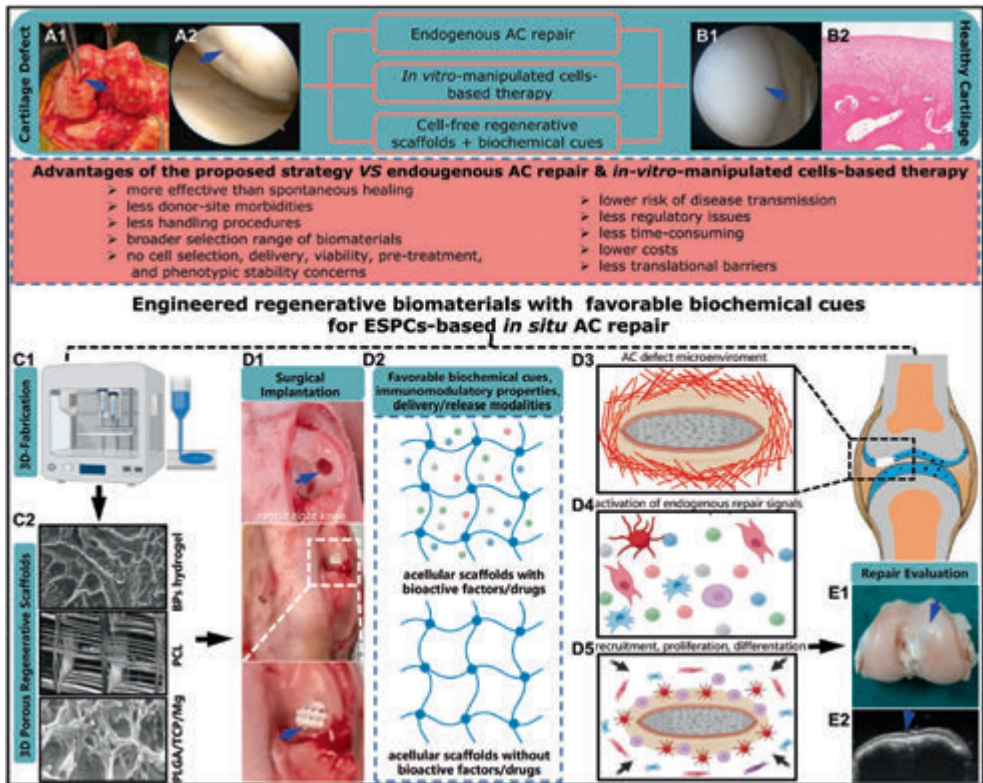 Cartilage Defect
A1
A2
Endogenous AC repair
In vitro-manipulated cells-
based therapy
Cell-free regenerative
scaffolds + biochemical cues
B1
B2
Healthy Cartilage
Advantages of the proposed strategy VS endougenous AC repair & in-vitro-manipulated cells-based therapy
➢ more effective than spontaneous healing
➢ less donor-site morbidities
➢ less handling procedures
➢ broader selection range of biomaterials
➢ no cell selection, delivery, viability, pre-treatment,
and phenotypic stability concerns
➢ lower risk of disease transmission
➢ less regulatory issues
➢ less time-consuming
➢ lower costs
➢ less translational barriers
Engineered regenerative biomaterials with favorable biochemical cues
for ESPCs-based in situ AC repair
C1
3D-Fabrication
C2
3D Porous Regenerative Scaffolds
BPs hydrogel
PCL
PLGA/TCP/Mg
D1
Surgical
Implantation
rabbit right knee
D2
Favorable biochemical cues,
immunomodulatory properties,
delivery/release modalities
acellular scaffolds with
bioactive factors/drugs
acellular scaffolds without
bioactive factors/drugs
D3
AC defect microenviroment
D4
activation of endogenous repair signals
D5
recruitment, proliferation, differentation
Repair Evaluation
E1
E2